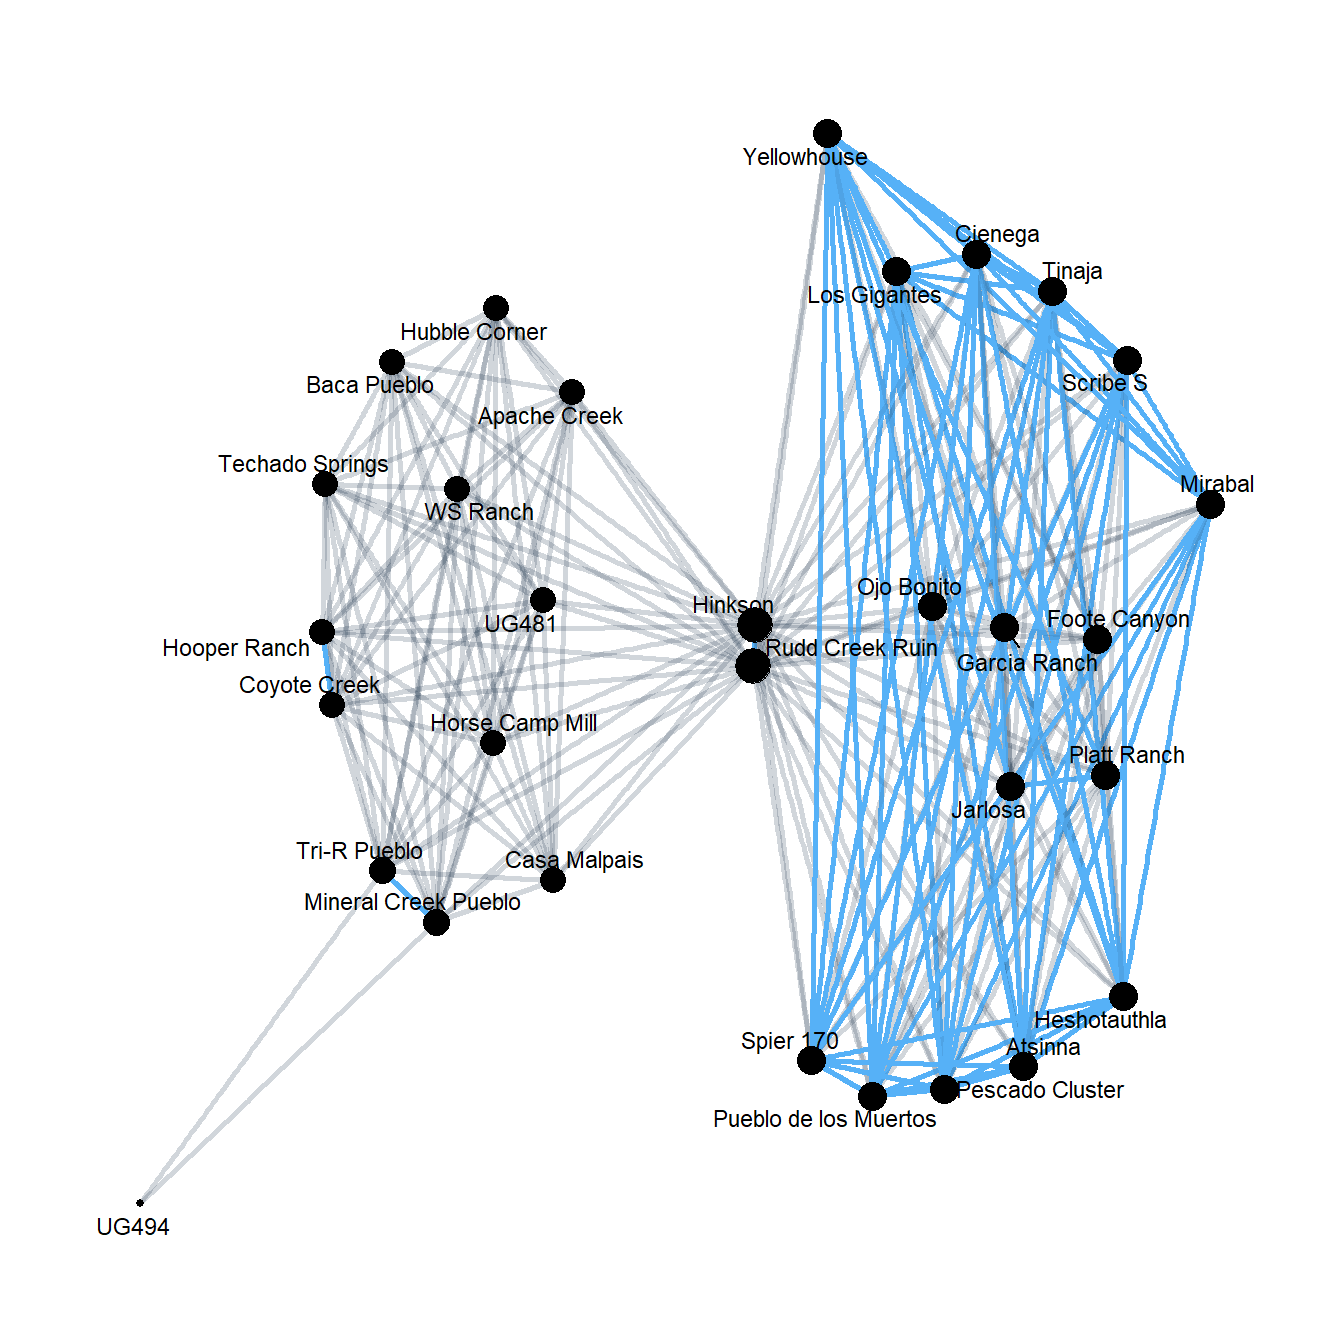 Yellowhouse
Cienega
Tinaja
Los Gigantes
Hubble Corner
Baca Pueblo
Scribe S
Apache Creek
Techado Springs
Mirabal
WS Ranch
Ojo Bonito
Hinkson
Foote Canyon
UG481
Hooper Ranch
Rudd Creek Ruin
Garcia Ranch
Coyote Creek
Horse Camp Mill
Platt Ranch
Jarlosa
Tri-R Pueblo
Casa Malpais
Mineral Creek Pueblo
Heshotauthla
Spier 170
Atsinna
Pescado Cluster
Pueblo de los Muertos
UG494